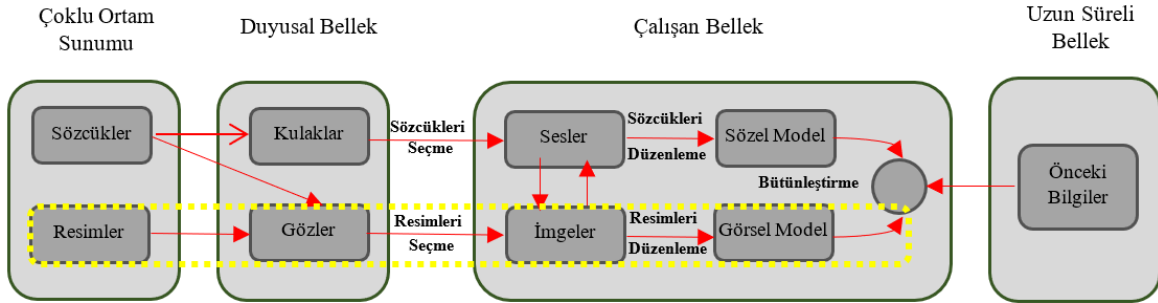 Çoklu Ortam
Sunumu
Duyusal Bellek
Çalışan Bellek
Uzun Süreli
Bellek
Sözcükler
Kulaklar
Sözcükleri
Seçme
Sesler
Sözcükleri
Düzenleme
Sözel Model
Bütünleştirme
Önceki
Bilgiler
Resimler
Gözler
Resimleri
Seçme
İmgeler
Resimleri
Düzenleme
Görsel Model